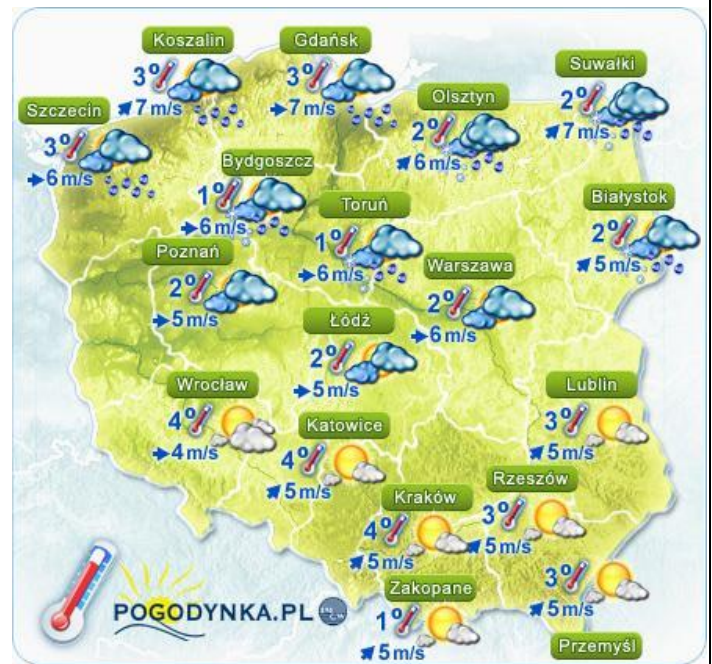 Koszalin
3°
7 m/s
Gdańsk
3°
7 m/s
Suwałki
2°
7 m/s
Szczecin
3°
6 m/s
Olsztyn
2°
6 m/s
Bydgoszcz
1°
6 m/s
Toruń
1°
6 m/s
Białystok
2°
5 m/s
Poznań
2°
5 m/s
Warszawa
2°
6 m/s
Łódź
2°
5 m/s
Wrocław
4°
4 m/s
Katowice
4°
5 m/s
Lublin
3°
5 m/s
Kraków
4°
5 m/s
Rzeszów
3°
5 m/s
Zakopane
1°
5 m/s
3°
5 m/s
Przemyśl
POGODYNKA.PL